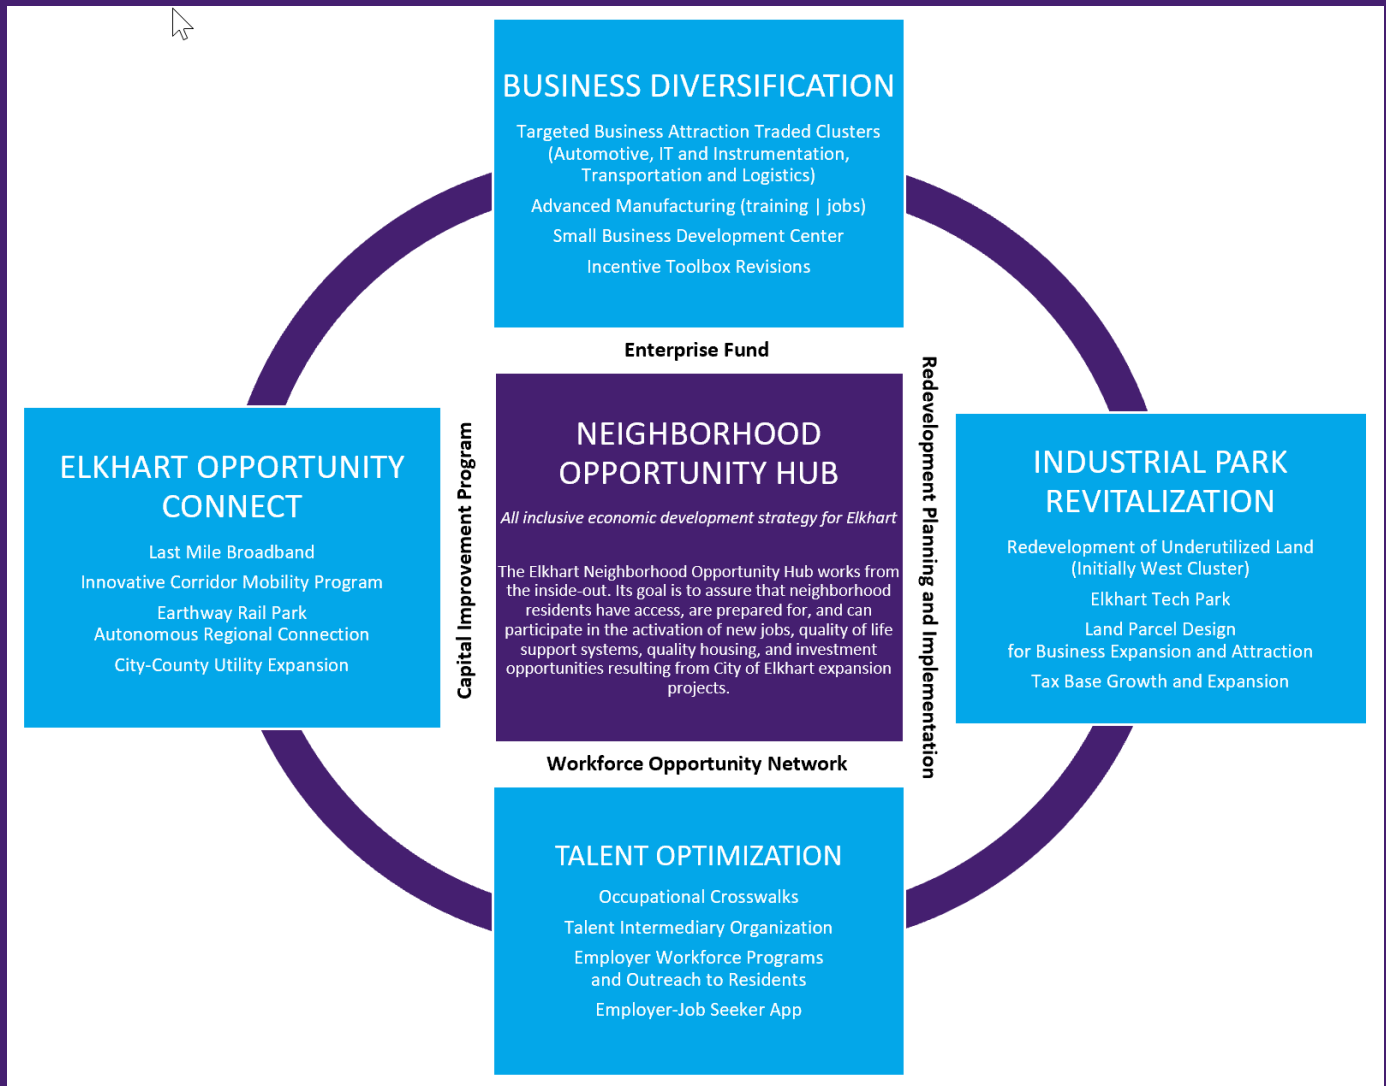 BUSINESS DIVERSIFICATION
Targeted Business Attraction Traded Clusters
(Automotive, IT and Instrumentation,
Transportation and Logistics)
Advanced Manufacturing (training | jobs)
Small Business Development Center
Incentive Toolbox Revisions
Enterprise Fund
ELKHART OPPORTUNITY
CONNECT
Last Mile Broadband
Innovative Corridor Mobility Program
Earthway Rail Park
Autonomous Regional Connection
City-County Utility Expansion
Capital Improvement Program
NEIGHBORHOOD
OPPORTUNITY HUB
All inclusive economic development strategy for Elkhart
The Elkhart Neighborhood Opportunity Hub works from
the inside-out. Its goal is to assure that neighborhood
residents have access, are prepared for, and can
participate in the activation of new jobs, quality of life
support systems, quality housing, and investment
opportunities resulting from City of Elkhart expansion
projects.
Redevelopment Planning and Implementation
INDUSTRIAL PARK
REVITALIZATION
Redevelopment of Underutilized Land
(Initially West Cluster)
Elkhart Tech Park
Land Parcel Design
for Business Expansion and Attraction
Tax Base Growth and Expansion
Workforce Opportunity Network
TALENT OPTIMIZATION
Occupational Crosswalks
Talent Intermediary Organization
Employer Workforce Programs
and Outreach to Residents
Employer-Job Seeker App